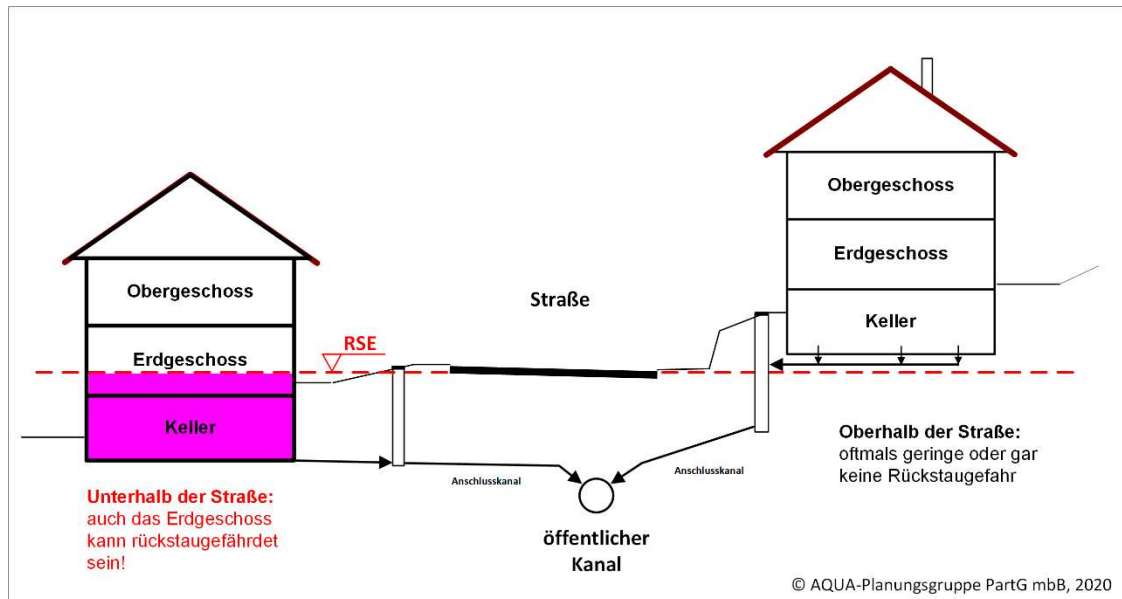 Obergeschoss
Erdgeschoss
Keller
Straße
Obergeschoss
RSE
Erdgeschoss
Keller
Oberhalb der Straße:
oftmals geringe oder gar
keine Rückstaugefahr
Anschlusskanal
Anschlusskanal
Unterhalb der Straße:
auch das Erdgeschoss
kann rückstaugefährdet
sein!
öffentlicher
Kanal
© AQUA-Planungsgruppe PartG mbB, 2020